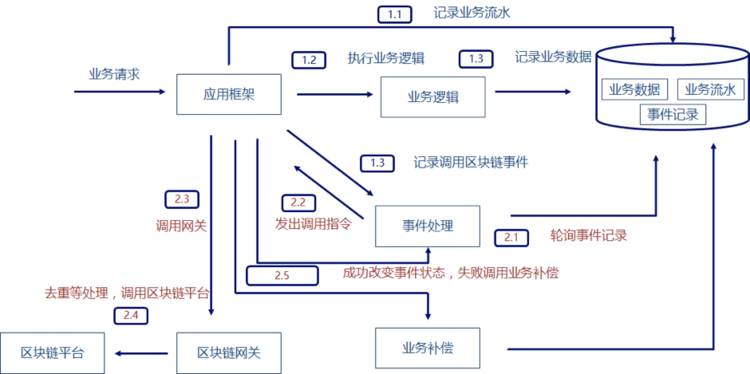 1.1 记录业务流水
1.2 执行业务逻辑
1.3 记录业务数据
业务请求
应用框架
业务逻辑
业务数据
业务流水
事件记录
1.3 记录调用区块链事件
2.3
调用网关
2.2
发出调用指令
事件处理
2.1 轮询事件记录
2.5 成功改变事件状态，失败调用业务补偿
去重等处理，调用区块链平台
2.4
区块链平台
区块链网关
业务补偿